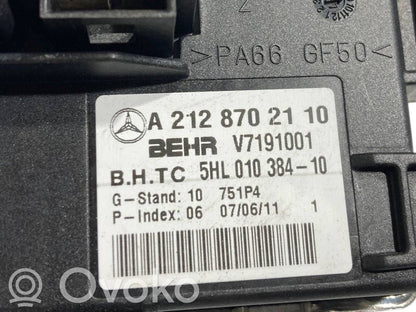 Z
>PA66 GF50<
A 212 870 21 10
BEHR V7191001
B.H.TC 5HL 010 384-10
G-Stand: 10 751P4
P-Index: 06 07/06/11 1
© Ovoko